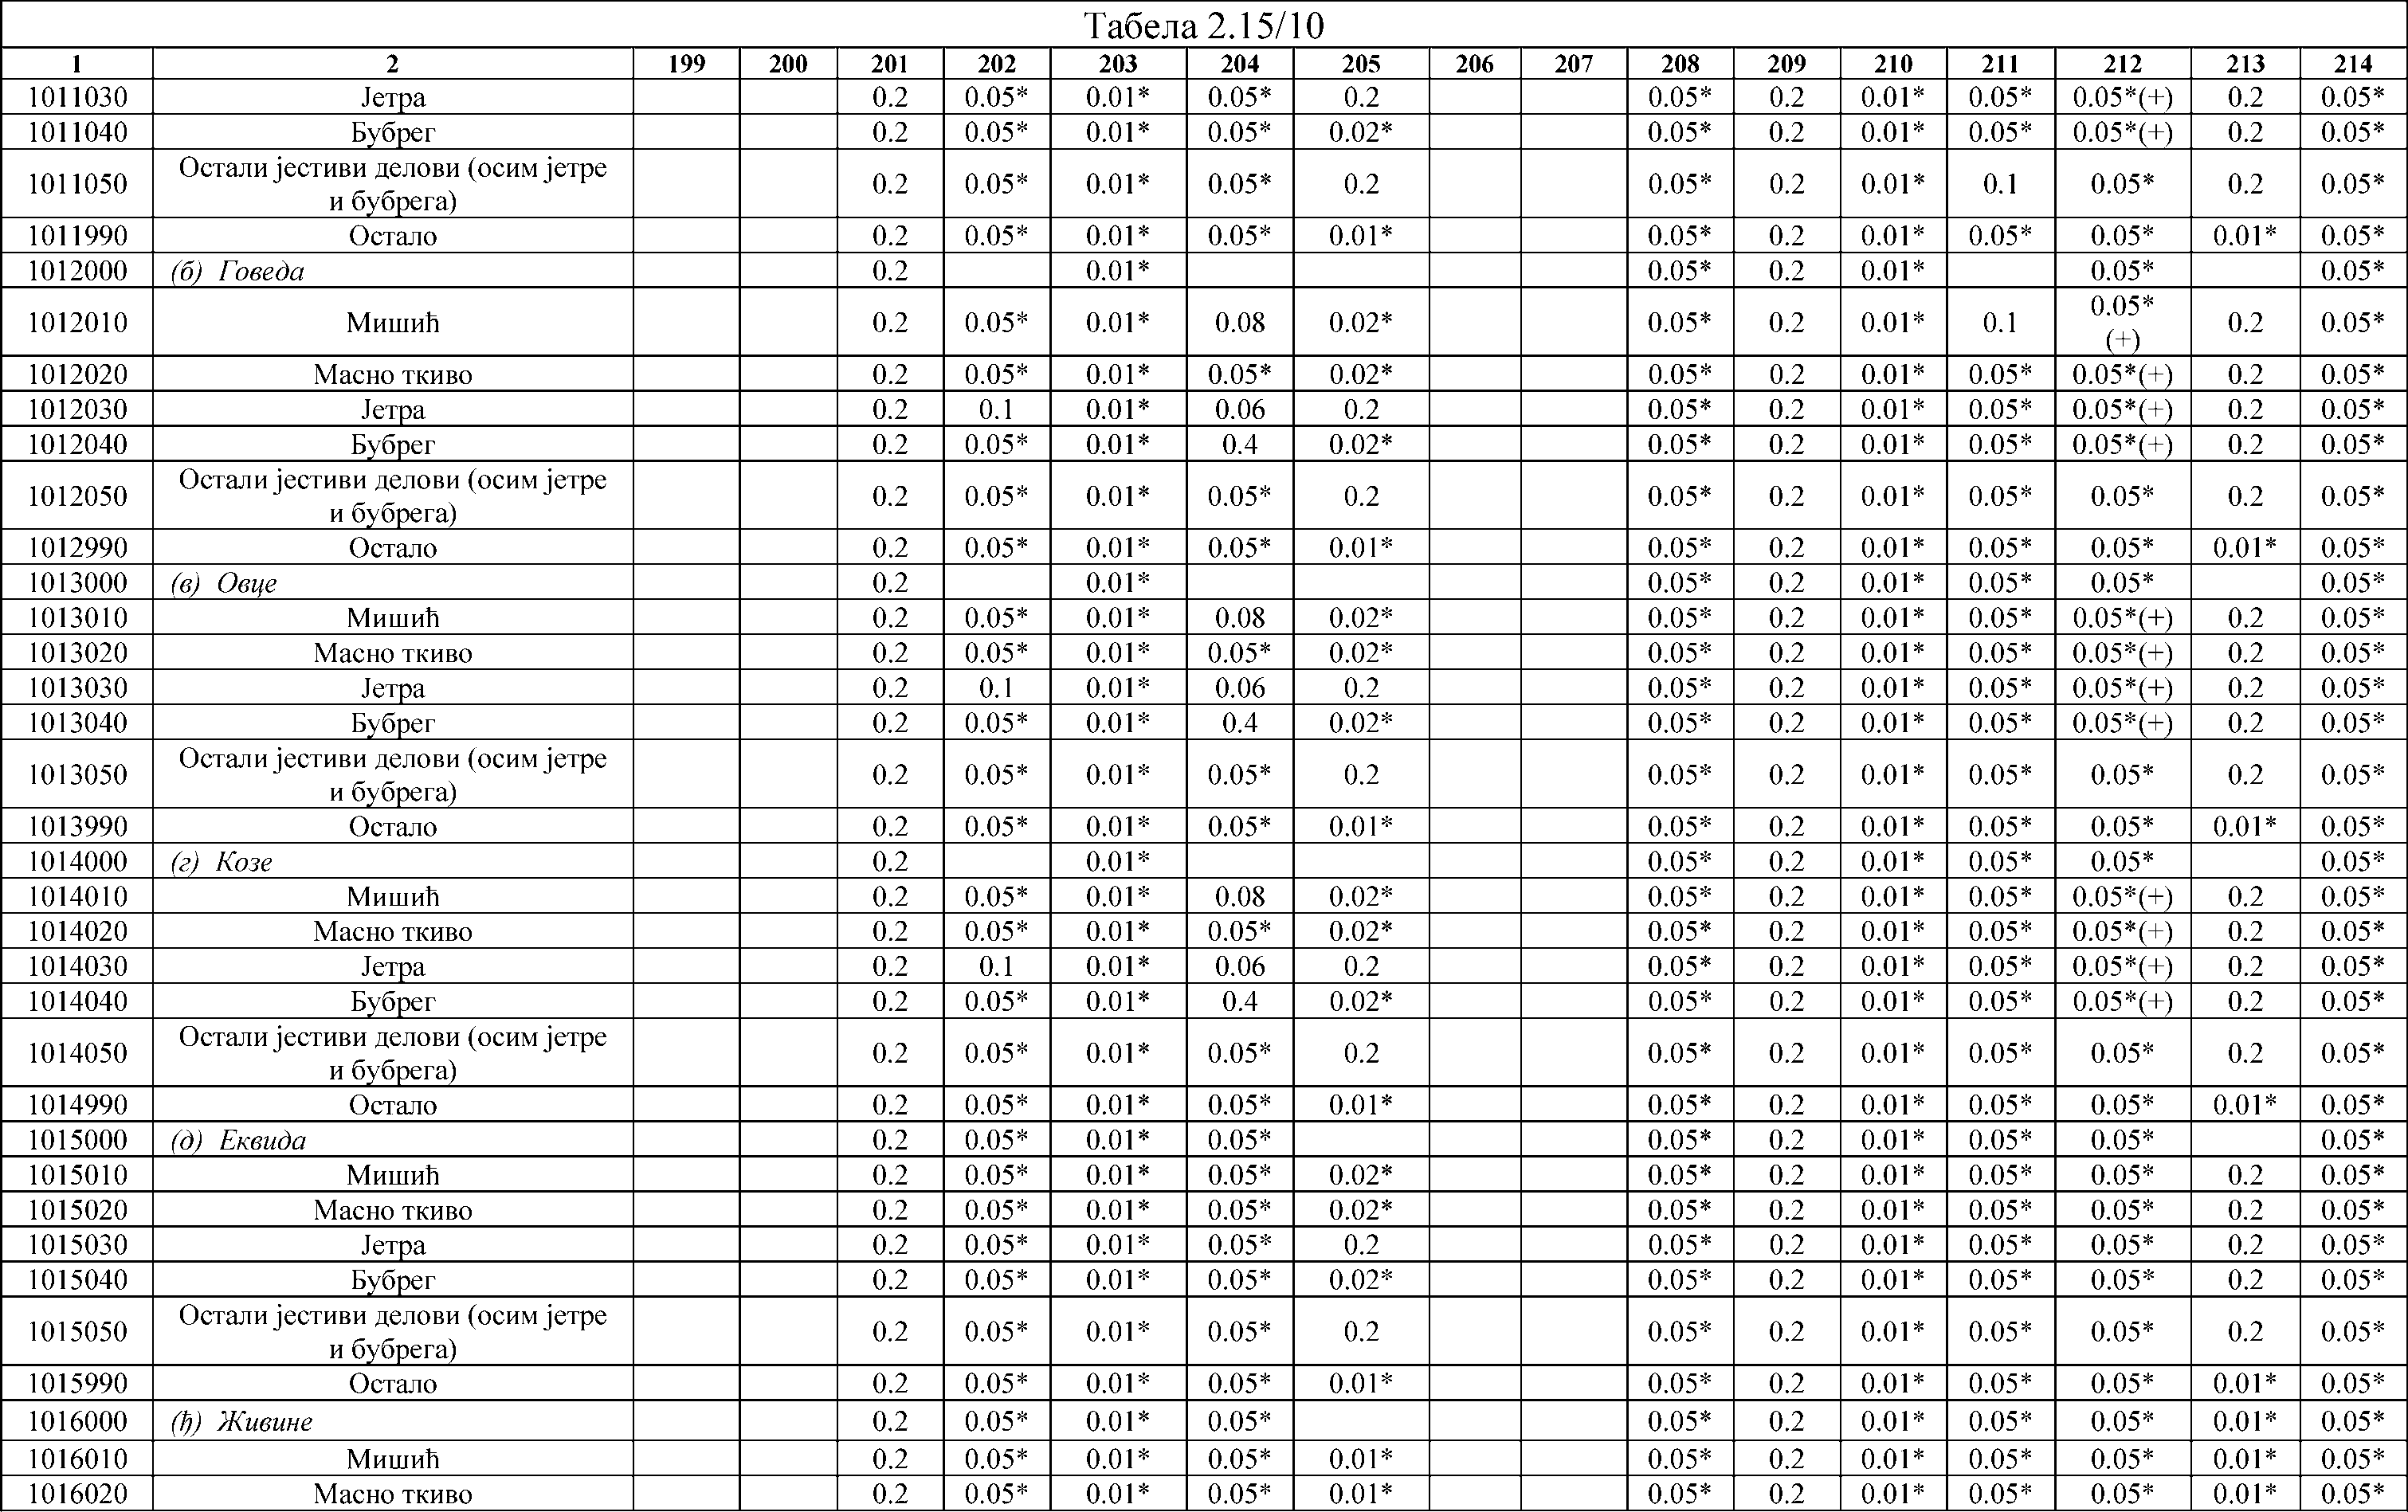 Табела 2.15/10
1 2 199 200 201 202 203 204 205 206 207 208 209 210 211 212 213 214
1011030 Јетра 0.2 0.05* 0.01* 0.05* 0.2 0.05* 0.2 0.01* 0.05* 0.05*(+) 0.2 0.05*
1011040 Бубрег 0.2 0.05* 0.01* 0.05* 0.02* 0.05* 0.2 0.01* 0.05* 0.05*(+) 0.2 0.05*
Остали јестиви делови (осим јетре
1011050 и бубрега) 0.2 0.05* 0.01* 0.05* 0.2 0.05* 0.2 0.01* 0.1 0.05* 0.2 0.05*
1011990 Остало 0.2 0.05* 0.01* 0.05* 0.01* 0.05* 0.2 0.01* 0.05* 0.05* 0.01* 0.05*
1012000 (б) Говеда 0.2 0.01* 0.05* 0.2 0.01* 0.05* 0.05*
1012010 Мишић 0.2 0.05* 0.01* 0.08 0.02* 0.05* 0.2 0.01* 0.1 0.05* 0.2 0.05*
(+)
1012020 Масно ткиво 0.2 0.05* 0.01* 0.05* 0.02* 0.05* 0.2 0.01* 0.05* 0.05*(+) 0.2 0.05*
1012030 Јетра 0.2 0.1 0.01* 0.06 0.2 0.05* 0.2 0.01* 0.05* 0.05*(+) 0.2 0.05*
1012040 Бубрег 0.2 0.05* 0.01* 0.4 0.02* 0.05* 0.2 0.01* 0.05* 0.05*(+) 0.2 0.05*
Остали јестиви делови (осим јетре
1012050 и бубрега) 0.2 0.05* 0.01* 0.05* 0.2 0.05* 0.2 0.01* 0.05* 0.05* 0.2 0.05*
1012990 Остало 0.2 0.05* 0.01* 0.05* 0.01* 0.05* 0.2 0.01* 0.05* 0.05* 0.01* 0.05*
1013000 (в) Овце 0.2 0.01* 0.05* 0.2 0.01* 0.05* 0.05* 0.05*
1013010 Мишић 0.2 0.05* 0.01* 0.08 0.02* 0.05* 0.2 0.01* 0.05* 0.05*(+) 0.2 0.05*
1013020 Масно ткиво 0.2 0.05* 0.01* 0.05* 0.02* 0.05* 0.2 0.01* 0.05* 0.05*(+) 0.2 0.05*
1013030 Јетра 0.2 0.1 0.01* 0.06 0.2 0.05* 0.2 0.01* 0.05* 0.05*(+) 0.2 0.05*
1013040 Бубрег 0.2 0.05* 0.01* 0.4 0.02* 0.05* 0.2 0.01* 0.05* 0.05*(+) 0.2 0.05*
Остали јестиви делови (осим јетре
1013050 и бубрега) 0.2 0.05* 0.01* 0.05* 0.2 0.05* 0.2 0.01* 0.05* 0.05* 0.2 0.05*
1013990 Остало 0.2 0.05* 0.01* 0.05* 0.01* 0.05* 0.2 0.01* 0.05* 0.05* 0.01* 0.05*
1014000 (г) Козе 0.2 0.01* 0.05* 0.2 0.01* 0.05* 0.05* 0.05*
1014010 Мишић 0.2 0.05* 0.01* 0.08 0.02* 0.05* 0.2 0.01* 0.05* 0.05*(+) 0.2 0.05*
1014020 Масно ткиво 0.2 0.05* 0.01* 0.05* 0.02* 0.05* 0.2 0.01* 0.05* 0.05*(+) 0.2 0.05*
1014030 Јетра 0.2 0.1 0.01* 0.06 0.2 0.05* 0.2 0.01* 0.05* 0.05*(+) 0.2 0.05*
1014040 Бубрег 0.2 0.05* 0.01* 0.4 0.02* 0.05* 0.2 0.01* 0.05* 0.05*(+) 0.2 0.05*
Остали јестиви делови (осим јетре
1014050 и бубрега) 0.2 0.05* 0.01* 0.05* 0.2 0.05* 0.2 0.01* 0.05* 0.05* 0.2 0.05*
1014990 Остало 0.2 0.05* 0.01* 0.05* 0.01* 0.05* 0.2 0.01* 0.05* 0.05* 0.01* 0.05*
1015000 (д) Еквида 0.2 0.05* 0.01* 0.05* 0.05* 0.2 0.01* 0.05* 0.05* 0.05*
1015010 Мишић 0.2 0.05* 0.01* 0.05* 0.02* 0.05* 0.2 0.01* 0.05* 0.05* 0.2 0.05*
1015020 Масно ткиво 0.2 0.05* 0.01* 0.05* 0.02* 0.05* 0.2 0.01* 0.05* 0.05* 0.2 0.05*
1015030 Јетра 0.2 0.05* 0.01* 0.05* 0.2 0.05* 0.2 0.01* 0.05* 0.05* 0.2 0.05*
1015040 Бубрег 0.2 0.05* 0.01* 0.05* 0.02* 0.05* 0.2 0.01* 0.05* 0.05* 0.2 0.05*
Остали јестиви делови (осим јетре
1015050 и бубрега) 0.2 0.05* 0.01* 0.05* 0.2 0.05* 0.2 0.01* 0.05* 0.05* 0.2 0.05*
1015990 Остало 0.2 0.05* 0.01* 0.05* 0.01* 0.05* 0.2 0.01* 0.05* 0.05* 0.01* 0.05*
1016000 (ђ) Живине 0.2 0.05* 0.01* 0.05* 0.05* 0.2 0.01* 0.05* 0.05* 0.01* 0.05*
1016010 Мишић 0.2 0.05* 0.01* 0.05* 0.01* 0.05* 0.2 0.01* 0.05* 0.05* 0.01* 0.05*
1016020 Масно ткиво 0.2 0.05* 0.01* 0.05* 0.01* 0.05* 0.2 0.01* 0.05* 0.05* 0.01* 0.05*